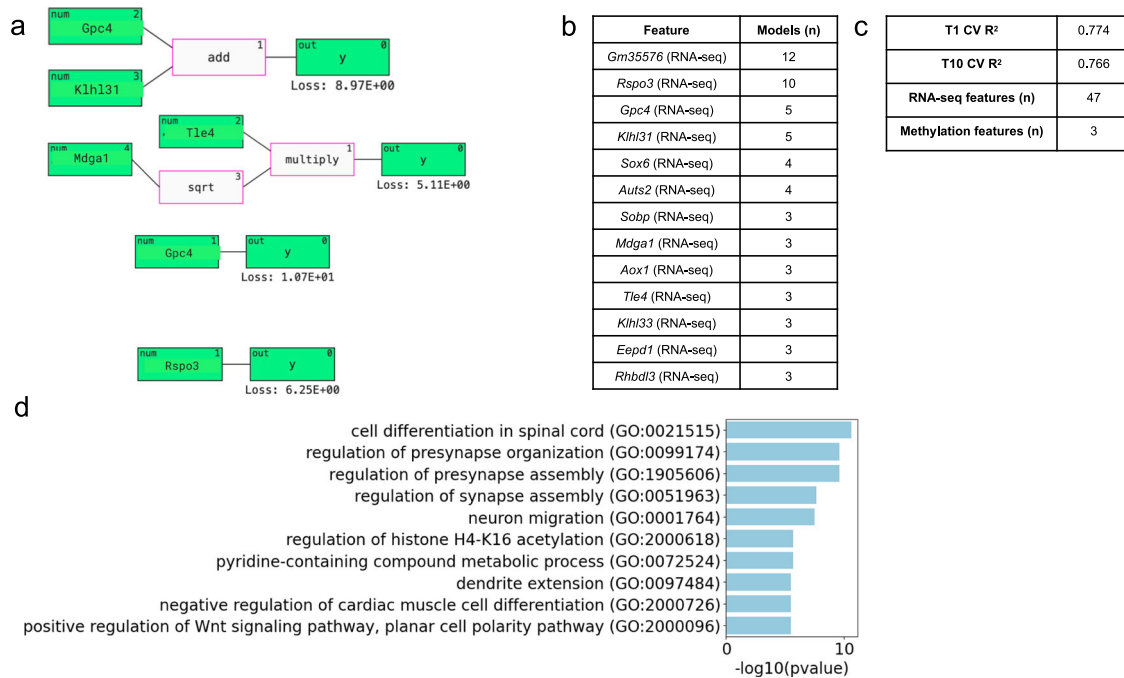 a
num 2
Gpc4
num 3
Klhl31
1
add
out 0
y
Loss: 8.97E+00
num 2
Tle4
num 4
Mdga1
3
sqrt
1
multiply
out 0
y
Loss: 5.11E+00
num 1
Gpc4
out 0
y
Loss: 1.07E+01
num 1
Rspo3
out 0
y
Loss: 6.25E+00
b
Feature Models (n)
Gm35576 (RNA-seq) 12
Rspo3 (RNA-seq) 10
Gpc4 (RNA-seq) 5
Klhl31 (RNA-seq) 5
Sox6 (RNA-seq) 4
Auts2 (RNA-seq) 4
Sobp (RNA-seq) 3
Mdga1 (RNA-seq) 3
Aox1 (RNA-seq) 3
Tle4 (RNA-seq) 3
Klhl33 (RNA-seq) 3
Eepd1 (RNA-seq) 3
Rhbdl3 (RNA-seq) 3
c
T1 CV R² 0.774
T10 CV R² 0.766
RNA-seq features (n) 47
Methylation features (n) 3
d
cell differentiation in spinal cord (GO:0021515)
regulation of presynapse organization (GO:0099174)
regulation of presynapse assembly (GO:1905606)
regulation of synapse assembly (GO:0051963)
neuron migration (GO:0001764)
regulation of histone H4-K16 acetylation (GO:2000618)
pyridine-containing compound metabolic process (GO:0072524)
dendrite extension (GO:0097484)
negative regulation of cardiac muscle cell differentiation (GO:2000726)
positive regulation of Wnt signaling pathway, planar cell polarity pathway (GO:2000096)
0 10
-log10(pvalue)